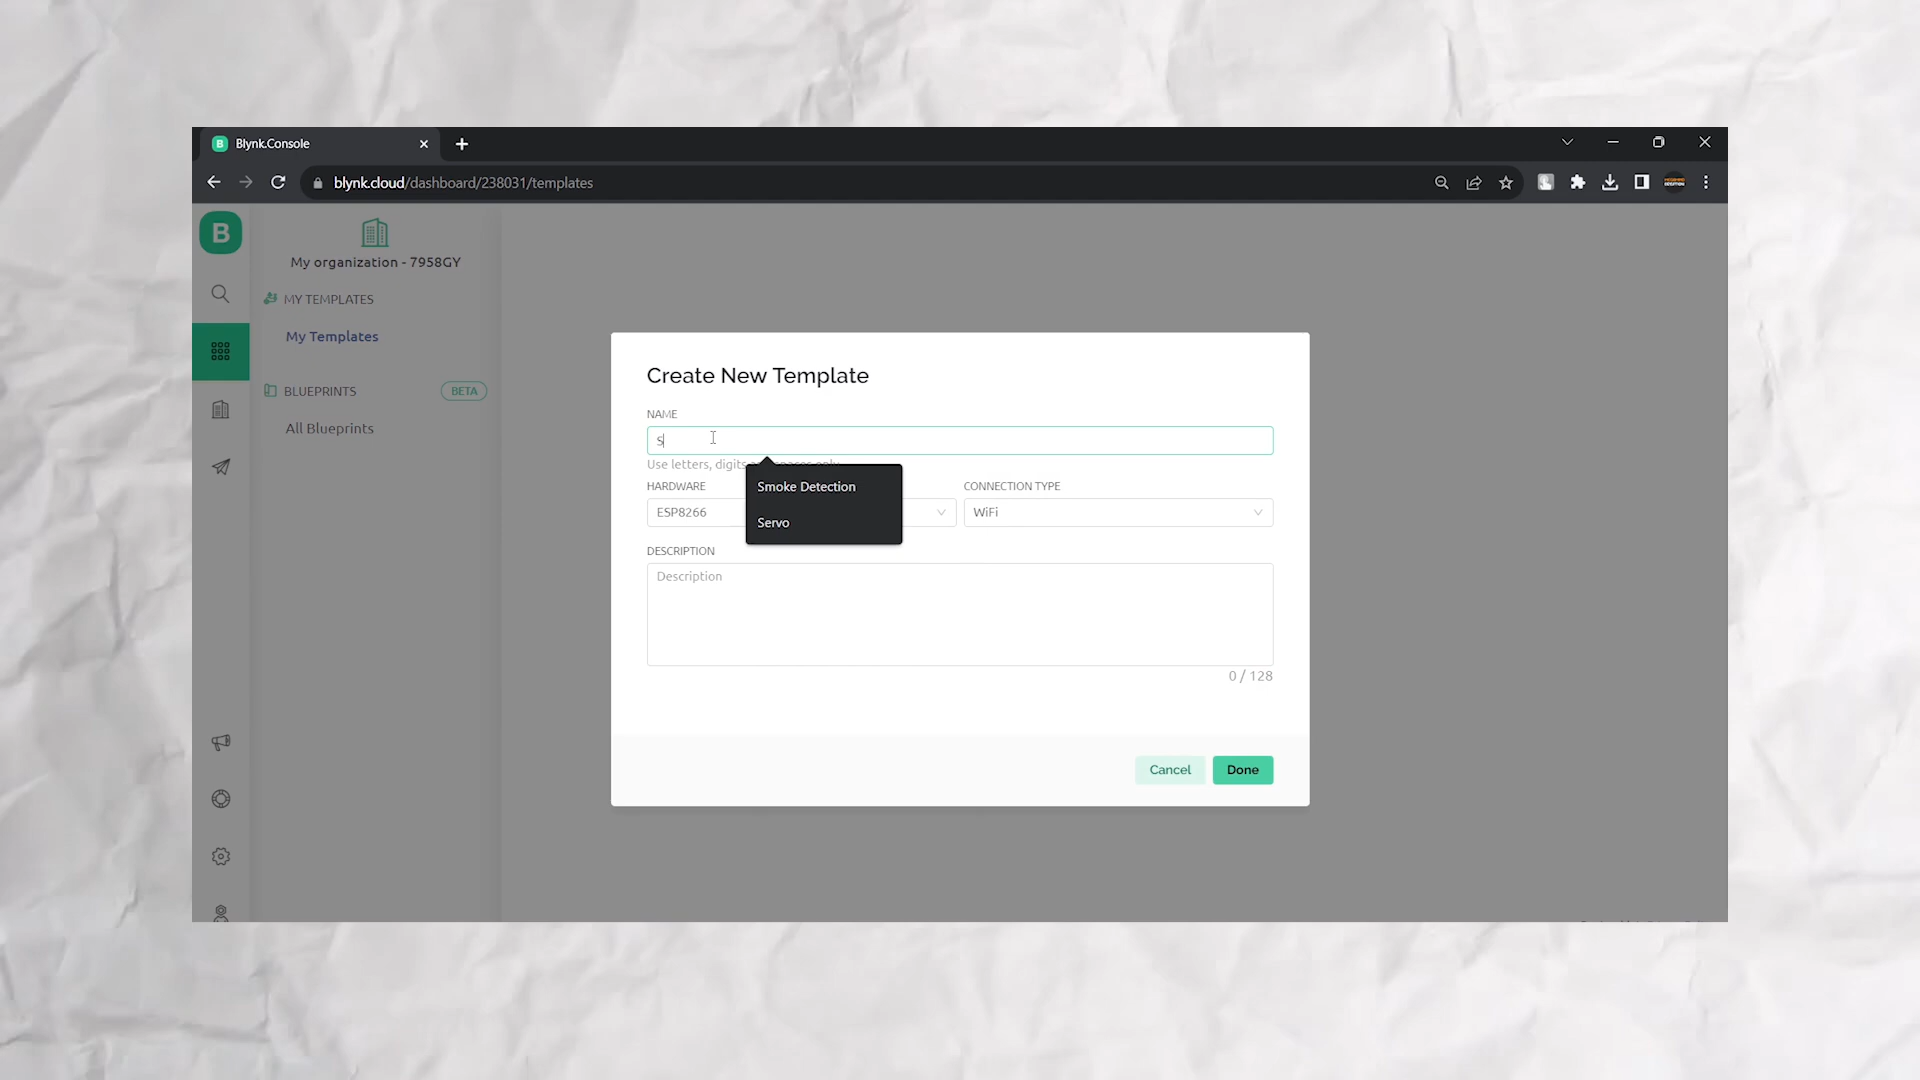 Blynk.Console
blynk.cloud/dashboard/238031/templates
B
My organization - 7958GY
MY TEMPLATES
My Templates
BLUEPRINTS BETA
All Blueprints
Create New Template
NAME
S
Use letters, digits
Smoke Detection
Servo
HARDWARE
CONNECTION TYPE
ESP8266
WiFi
DESCRIPTION
Description
0 / 128
Cancel
Done